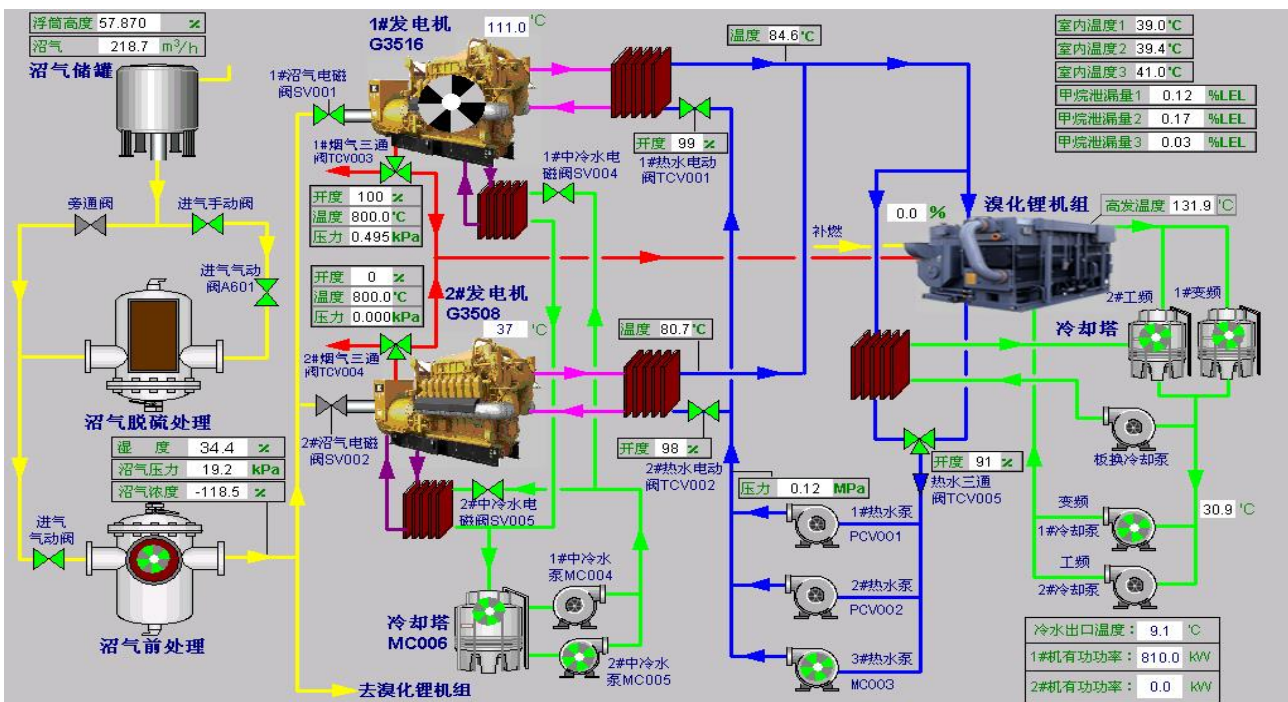 浮筒高度 57.870 %
沼气 218.7 m³/h
沼气储罐
1#发电机
G3516
111.0 ℃
1#沼气电磁
阀SV001
1#烟气三通
阀TCV003
开度 100 %
温度 800.0℃
压力 0.495 kPa
1#中冷水电
磁阀SV004
温度 84.6℃
开度 99 %
1#热水电动
阀TCV001
室内温度1 39.0℃
室内温度2 39.4℃
室内温度3 41.0℃
甲烷泄漏量1 0.12 %LEL
甲烷泄漏量2 0.17 %LEL
甲烷泄漏量3 0.03 %LEL
旁通阀
进气手动阀
进气气动
阀A601
沼气脱硫处理
开度 0 %
温度 800.0℃
压力 0.000 kPa
2#发电机
G3508
37 ℃
2#烟气三通
阀TCV004
2#沼气电磁
阀SV002
温度 80.7℃
开度 98 %
2#热水电动
阀TCV002
0.0 %
补燃
溴化锂机组
高发温度 131.9 ℃
2#工频
1#变频
冷却塔
板换冷却泵
开度 91 %
热水三通
阀TCV005
30.9 ℃
变频
1#冷却泵
工频
2#冷却泵
湿 度 34.4 %
沼气压力 19.2 kPa
沼气浓度 -118.5 %
进气
气动阀
沼气前处理
2#中冷水电
磁阀SV005
1#中冷水
泵MC004
冷却塔
MC006
2#中冷水
泵MC005
去溴化锂机组
压力 0.12 MPa
1#热水泵
PCV001
2#热水泵
PCV002
3#热水泵
MC003
冷水出口温度： 9.1 ℃
1#机有功功率： 810.0 kW
2#机有功功率： 0.0 kW